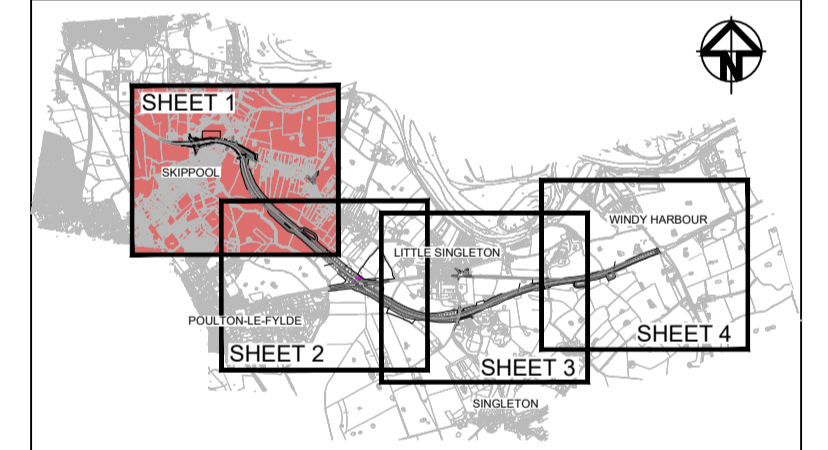 N
SHEET 1
SKIPPOOL
WINDY HARBOUR
LITTLE SINGLETON
POULTON-LE-FYLDE
SHEET 4
SHEET 2
SHEET 3
SINGLETON